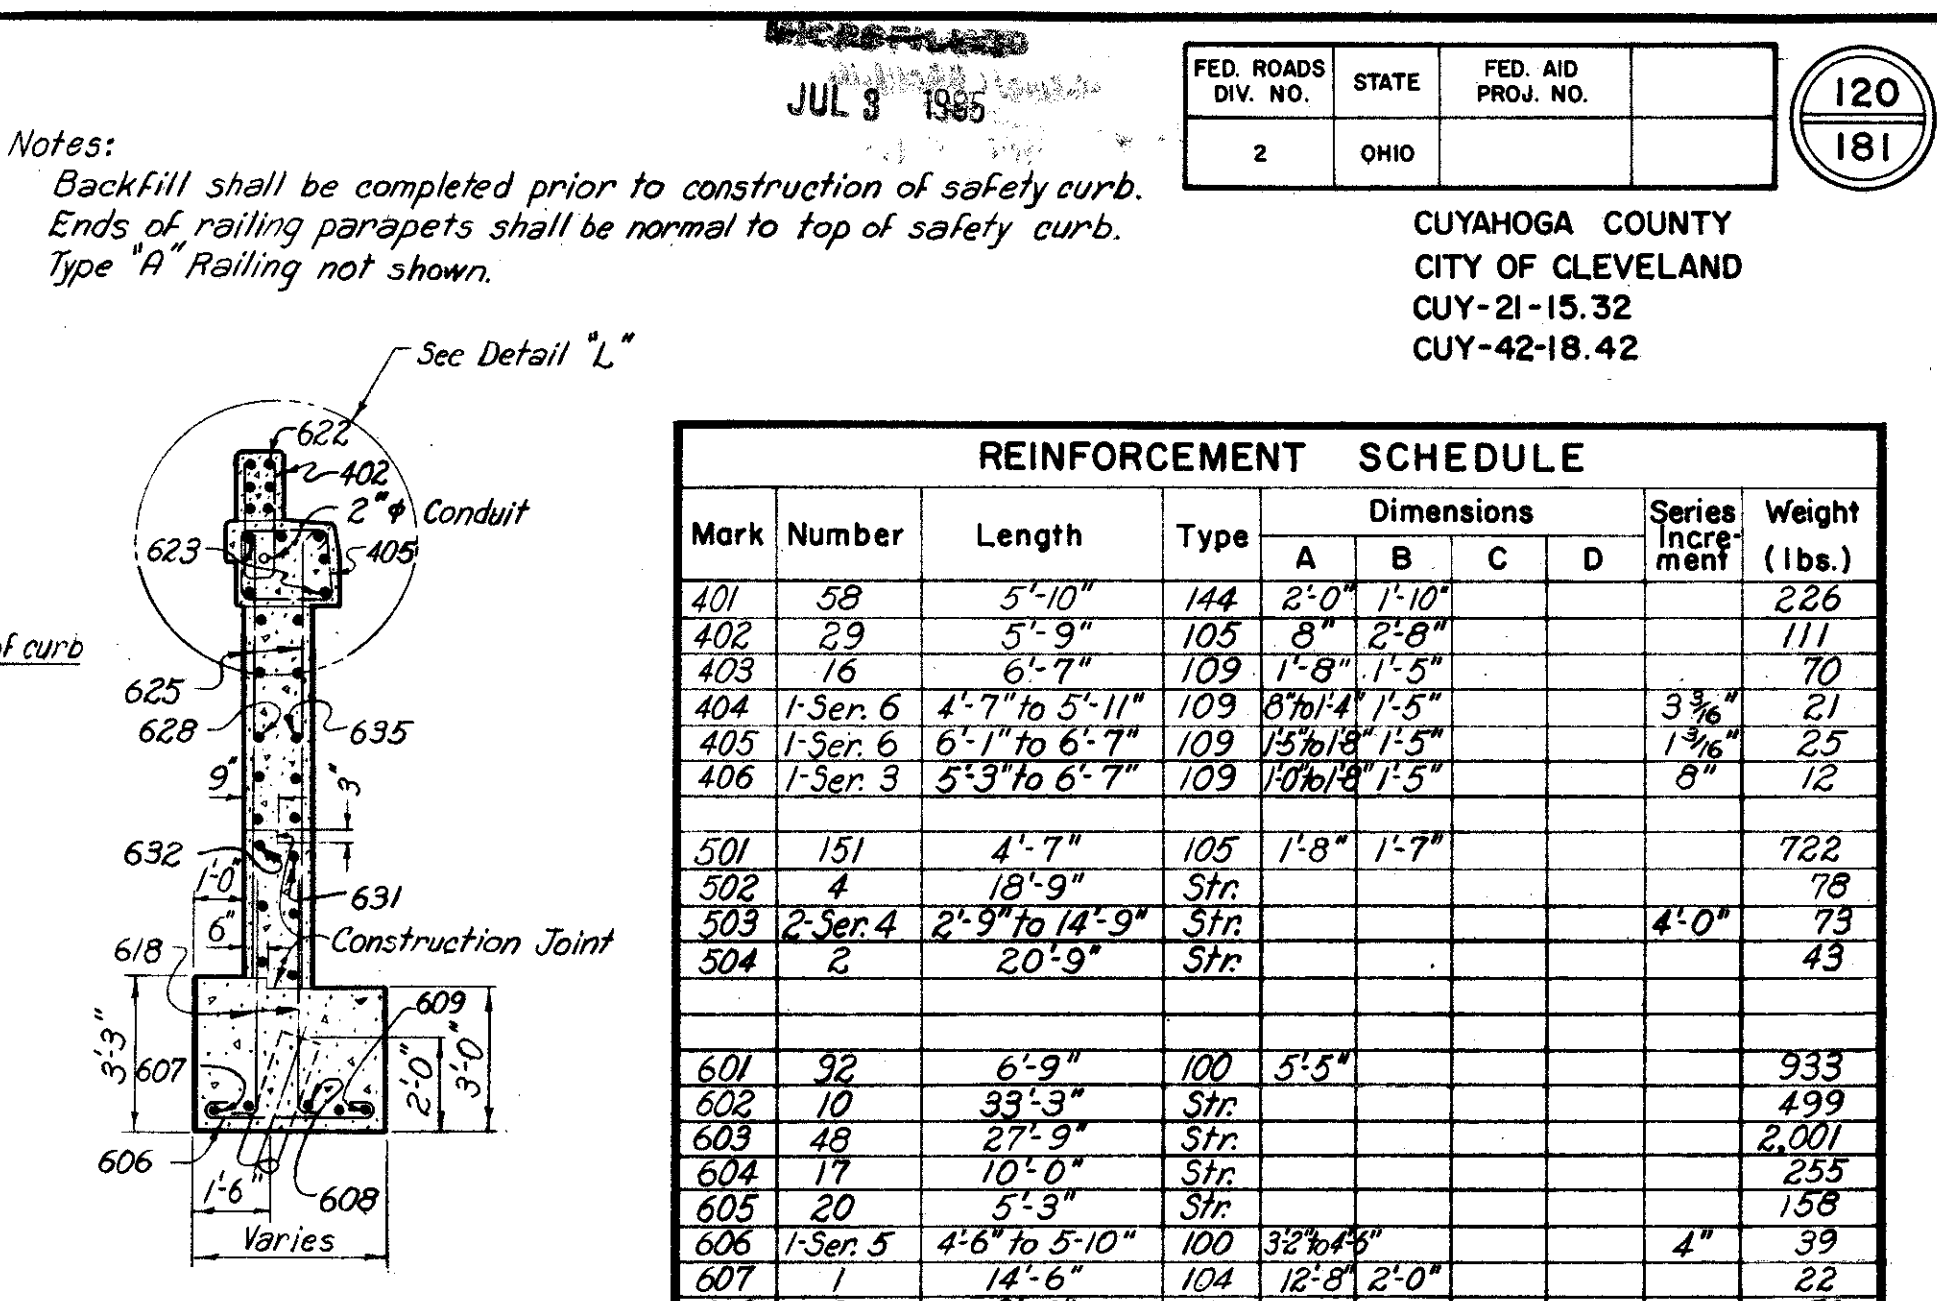 JUL 3 1985
FED. ROADS DIV. NO. STATE FED. AID PROJ. NO.
2 OHIO
120
181
Notes:
Backfill shall be completed prior to construction of safety curb.
Ends of railing parapets shall be normal to top of safety curb.
Type "A" Railing not shown.
CUYAHOGA COUNTY
CITY OF CLEVELAND
CUY-21-15.32
CUY-42-18.42
See Detail "L"
622
402
2"φ Conduit
623
405
of curb
625
628
635
9"
3"
632
1'-0"
631
6"
Construction Joint
618
609
3'-3"
607
2'-0"
3'-0"
606
1'-6"
608
Varies
REINFORCEMENT SCHEDULE
Mark Number Length Type Dimensions Series Incre-ment Weight (lbs.)
A B C D
401 58 5'-10" 144 2'-0" 1'-10" 226
402 29 5'-9" 105 8" 2'-8" 111
403 16 6'-7" 109 1'-8" 1'-5" 70
404 1-Ser. 6 4'-7" to 5'-11" 109 8"to1'-4" 1'-5" 3 3/16" 21
405 1-Ser. 6 6'-1" to 6'-7" 109 1'-5"to1'-8" 1'-5" 1 3/16" 25
406 1-Ser. 3 5'-3" to 6'-7" 109 1'-0"to1'-8" 1'-5" 8" 12
501 151 4'-7" 105 1'-8" 1'-7" 722
502 4 18'-9" Str. 78
503 2-Ser. 4 2'-9" to 14'-9" Str. 4'-0" 73
504 2 20'-9" Str. 43
601 92 6'-9" 100 5'-5" 933
602 10 33'-3" Str. 499
603 48 27'-9" Str. 2,001
604 17 10'-0" Str. 255
605 20 5'-3" Str. 158
606 1-Ser. 5 4'-6" to 5'-10" 100 3'-2"to4'-6" 4" 39
607 1 14'-6" 104 12'-8" 2'-0" 22